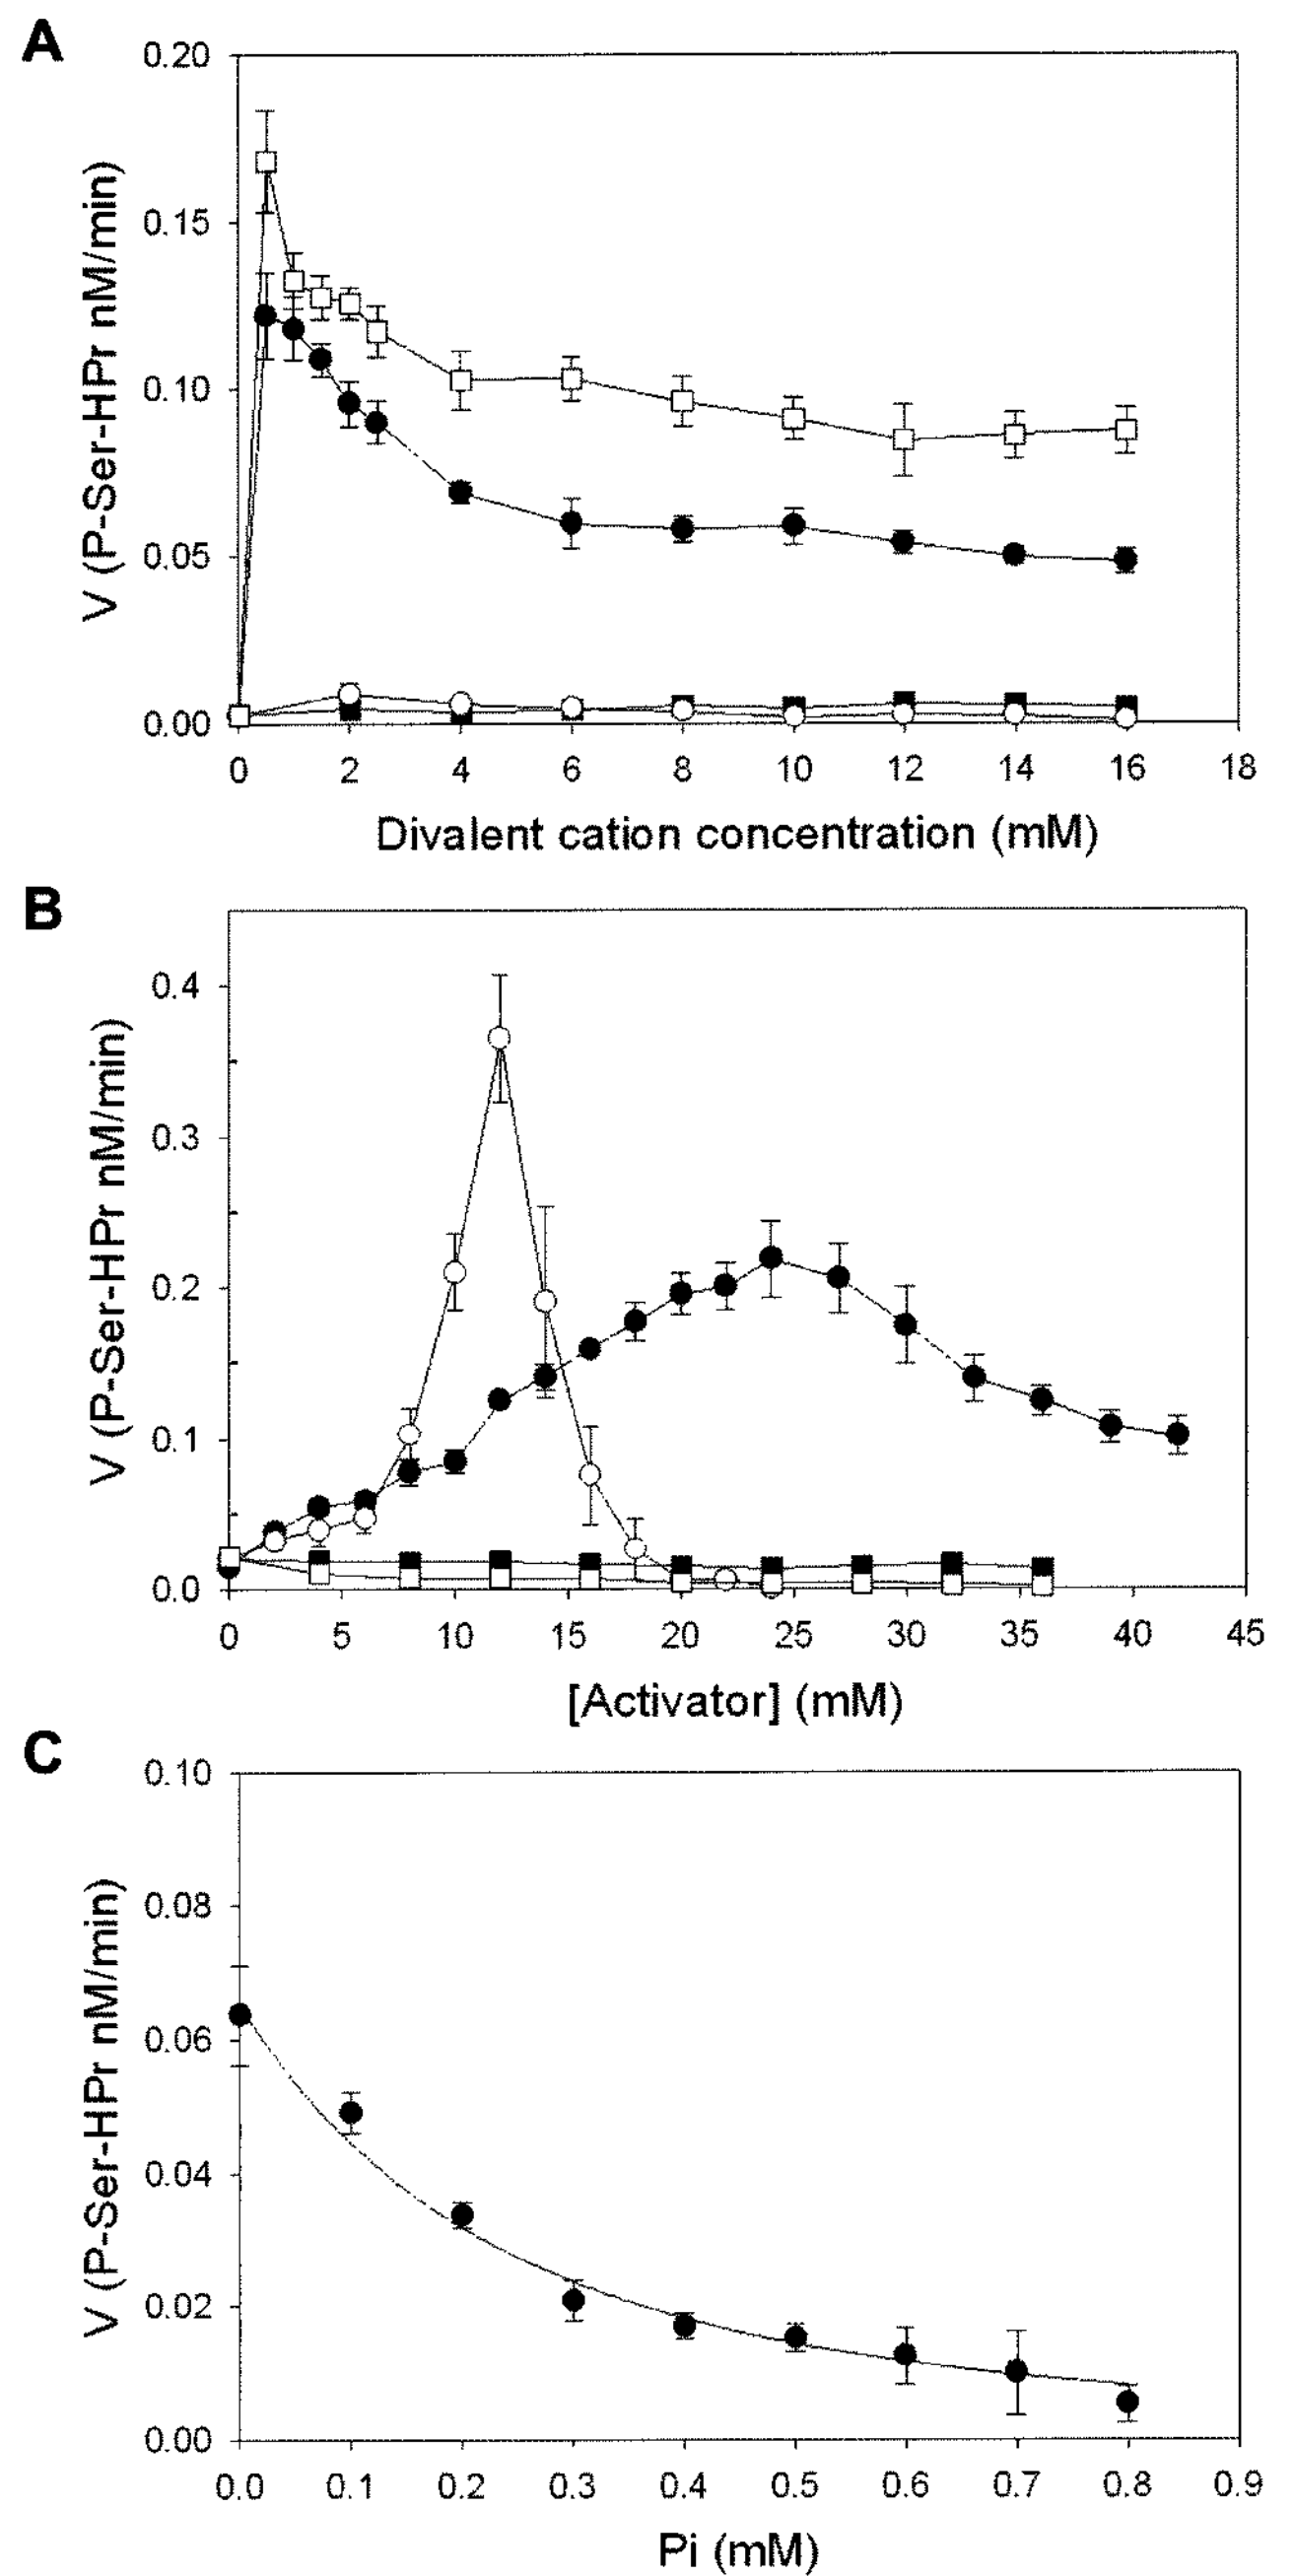 A
V (P-Ser-HPr nM/min)
0.20
0.15
0.10
0.05
0.00
0 2 4 6 8 10 12 14 16 18
Divalent cation concentration (mM)
B
V (P-Ser-HPr nM/min)
0.4
0.3
0.2
0.1
0.0
0 5 10 15 20 25 30 35 40 45
[Activator] (mM)
C
V (P-Ser-HPr nM/min)
0.10
0.08
0.06
0.04
0.02
0.00
0.0 0.1 0.2 0.3 0.4 0.5 0.6 0.7 0.8 0.9
Pi (mM)